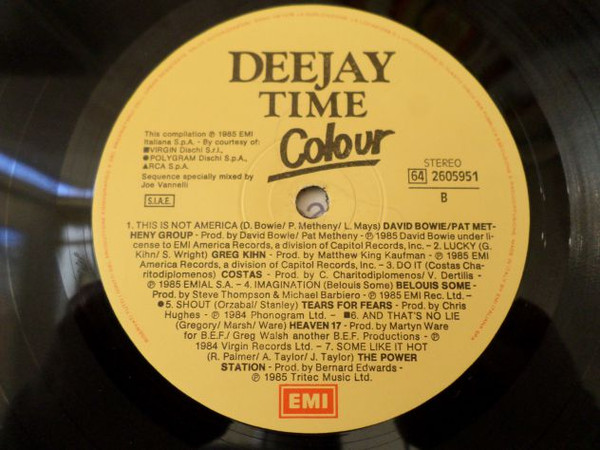 DEEJAY
TIME
Colour
This compilation ℗ 1985 EMI
Italiana S.p.A. - By courtesy of:
■VIRGIN Dischi S.r.l.,
●POLYGRAM Dischi S.p.A.,
▲RCA S.p.A.
Sequence specially mixed by
Joe Vannelli
S.I.A.E.
STEREO
64 2605951
B
1. THIS IS NOT AMERICA (D. Bowie/ P. Metheny/ L. Mays) DAVID BOWIE/PAT MET-
HENY GROUP - Prod. by David Bowie/ Pat Metheny - ℗ 1985 David Bowie under li-
cense to EMI America Records, a division of Capitol Records, Inc. – 2. LUCKY (G.
Kihn/ S. Wright) GREG KIHN - Prod. by Matthew King Kaufman - ℗ 1985 EMI
America Records, a division of Capitol Records, Inc. – 3. DO IT (Costas Cha-
ritodiplomenos) COSTAS - Prod. by C. Charitodiplomenos/ V. Dertilis -
℗ 1985 EMIAL S.A. – 4. IMAGINATION (Belouis Some) BELOUIS SOME -
Prod. by Steve Thompson & Michael Barbiero - ℗ 1985 EMI Rec. Ltd. –
●5. SHOUT (Orzabal/ Stanley) TEARS FOR FEARS - Prod. by Chris
Hughes - ℗ 1984 Phonogram Ltd. – ■6. AND THAT'S NO LIE
(Gregory/ Marsh/ Ware) HEAVEN 17 - Prod. by Martyn Ware
for B.E.F./ Greg Walsh another B.E.F. Productions - ℗
1984 Virgin Records Ltd. – 7. SOME LIKE IT HOT
(R. Palmer/ A. Taylor/ J. Taylor) THE POWER
STATION - Prod. by Bernard Edwards -
℗ 1985 Tritec Music Ltd.
EMI